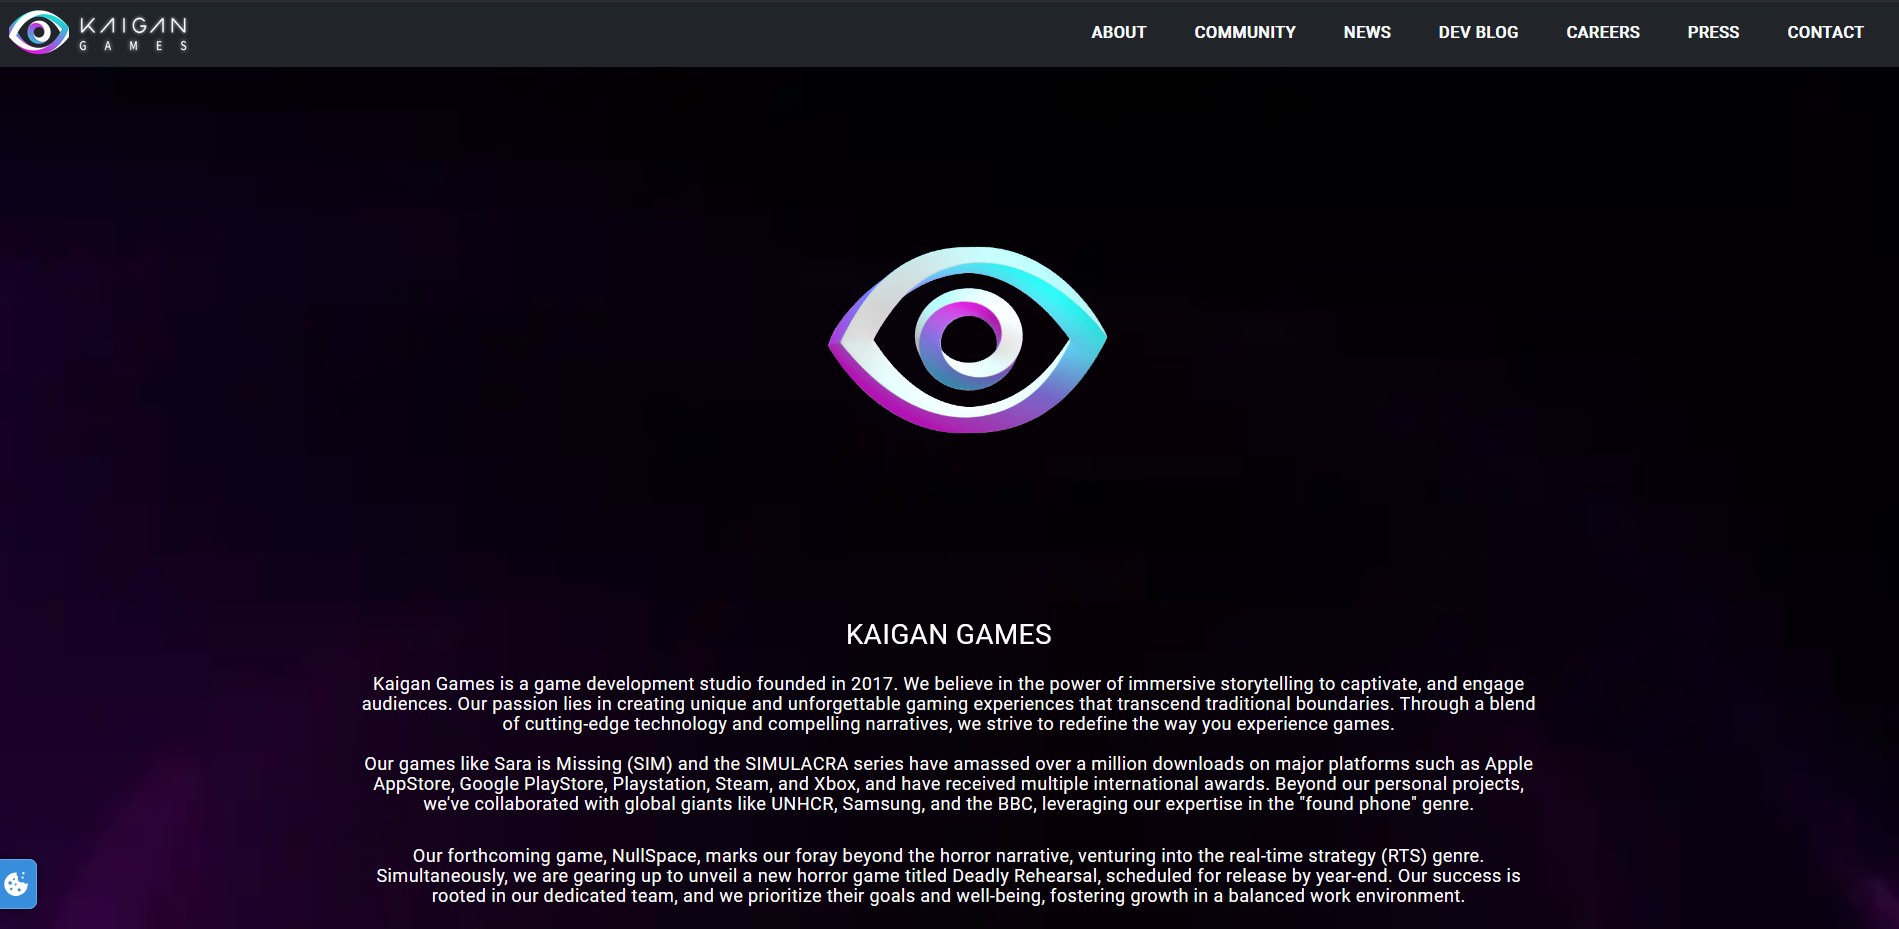 KAIGAN
GAMES
ABOUT
COMMUNITY
NEWS
DEV BLOG
CAREERS
PRESS
CONTACT
KAIGAN GAMES
Kaigan Games is a game development studio founded in 2017. We believe in the power of immersive storytelling to captivate, and engage
audiences. Our passion lies in creating unique and unforgettable gaming experiences that transcend traditional boundaries. Through a blend
of cutting-edge technology and compelling narratives, we strive to redefine the way you experience games.
Our games like Sara is Missing (SIM) and the SIMULACRA series have amassed over a million downloads on major platforms such as Apple
AppStore, Google PlayStore, Playstation, Steam, and Xbox, and have received multiple international awards. Beyond our personal projects,
we've collaborated with global giants like UNHCR, Samsung, and the BBC, leveraging our expertise in the "found phone" genre.
Our forthcoming game, NullSpace, marks our foray beyond the horror narrative, venturing into the real-time strategy (RTS) genre.
Simultaneously, we are gearing up to unveil a new horror game titled Deadly Rehearsal, scheduled for release by year-end. Our success is
rooted in our dedicated team, and we prioritize their goals and well-being, fostering growth in a balanced work environment.